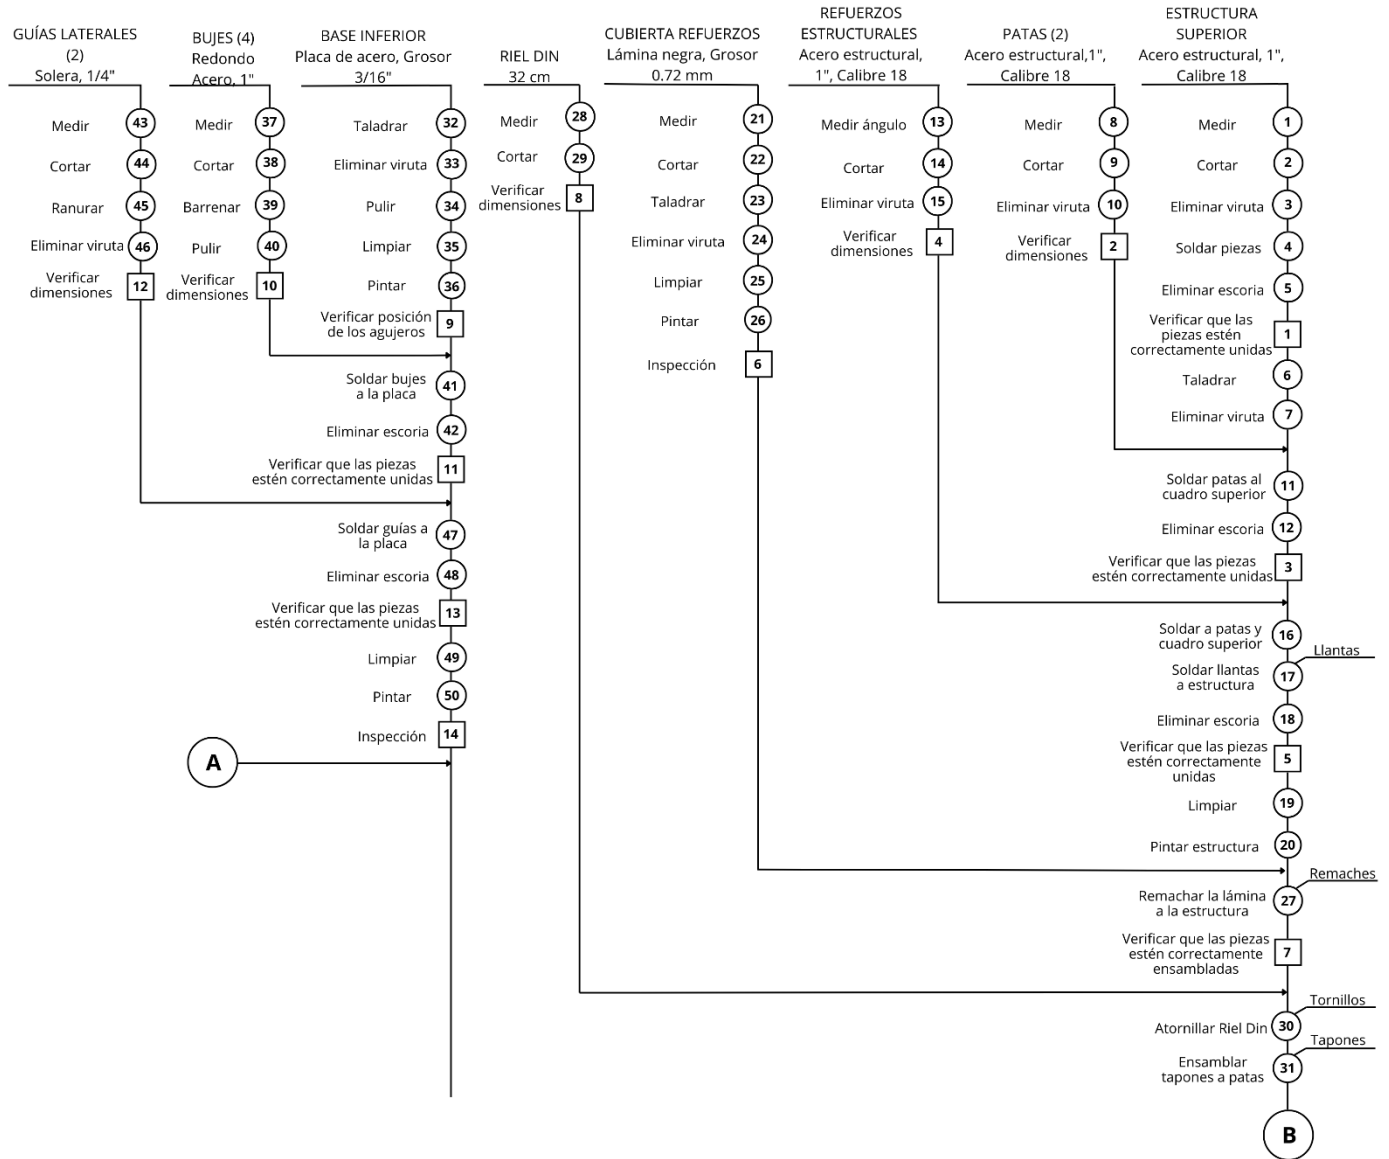 GUÍAS LATERALES
(2)
Solera, 1/4"
Medir 43
Cortar 44
Ranurar 45
Eliminar viruta 46
Verificar
dimensiones 12
BUJES (4)
Redondo
Acero, 1"
Medir 37
Cortar 38
Barrenar 39
Pulir 40
Verificar
dimensiones 10
BASE INFERIOR
Placa de acero, Grosor
3/16"
Taladrar 32
Eliminar viruta 33
Pulir 34
Limpiar 35
Pintar 36
Verificar posición
de los agujeros 9
Soldar bujes
a la placa 41
Eliminar escoria 42
Verificar que las piezas
estén correctamente unidas 11
Soldar guías a
la placa 47
Eliminar escoria 48
Verificar que las piezas
estén correctamente unidas 13
Limpiar 49
Pintar 50
Inspección 14
A
RIEL DIN
32 cm
Medir 28
Cortar 29
Verificar
dimensiones 8
CUBIERTA REFUERZOS
Lámina negra, Grosor
0.72 mm
Medir 21
Cortar 22
Taladrar 23
Eliminar viruta 24
Limpiar 25
Pintar 26
Inspección 6
REFUERZOS
ESTRUCTURALES
Acero estructural,
1", Calibre 18
Medir ángulo 13
Cortar 14
Eliminar viruta 15
Verificar
dimensiones 4
PATAS (2)
Acero estructural,1",
Calibre 18
Medir 8
Cortar 9
Eliminar viruta 10
Verificar
dimensiones 2
ESTRUCTURA
SUPERIOR
Acero estructural, 1",
Calibre 18
Medir 1
Cortar 2
Eliminar viruta 3
Soldar piezas 4
Eliminar escoria 5
Verificar que las
piezas estén
correctamente unidas 1
Taladrar 6
Eliminar viruta 7
Soldar patas al
cuadro superior 11
Eliminar escoria 12
Verificar que las piezas
estén correctamente unidas 3
Soldar a patas y
cuadro superior 16
Llantas
Soldar llantas
a estructura 17
Eliminar escoria 18
Verificar que las piezas
estén correctamente
unidas 5
Limpiar 19
Pintar estructura 20
Remaches
Remachar la lámina
a la estructura 27
Verificar que las piezas
estén correctamente
ensambladas 7
Tornillos
Atornillar Riel Din 30
Tapones
Ensamblar
tapones a patas 31
B